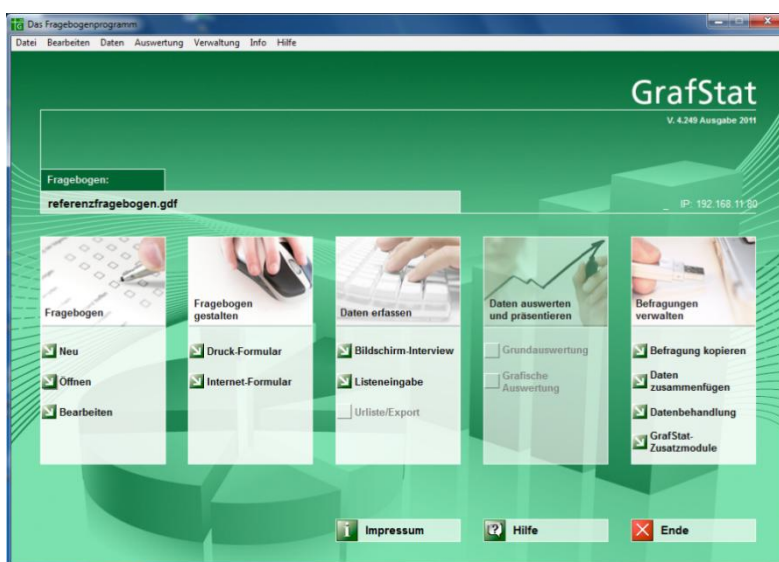 Das Fragebogenprogramm
Datei Bearbeiten Daten Auswertung Verwaltung Info Hilfe
GrafStat
V. 4.249 Ausgabe 2011
Fragebogen:
referenzfragebogen.gdf
_ IP: 192.168.11.80
Fragebogen
Neu
Öffnen
Bearbeiten
Fragebogen
gestalten
Druck-Formular
Internet-Formular
Daten erfassen
Bildschirm-Interview
Listeneingabe
Urliste/Export
Daten auswerten
und präsentieren
Grundauswertung
Grafische
Auswertung
Befragungen
verwalten
Befragung kopieren
Daten
zusammenfügen
Datenbehandlung
GrafStat-
Zusatzmodule
Impressum
Hilfe
Ende